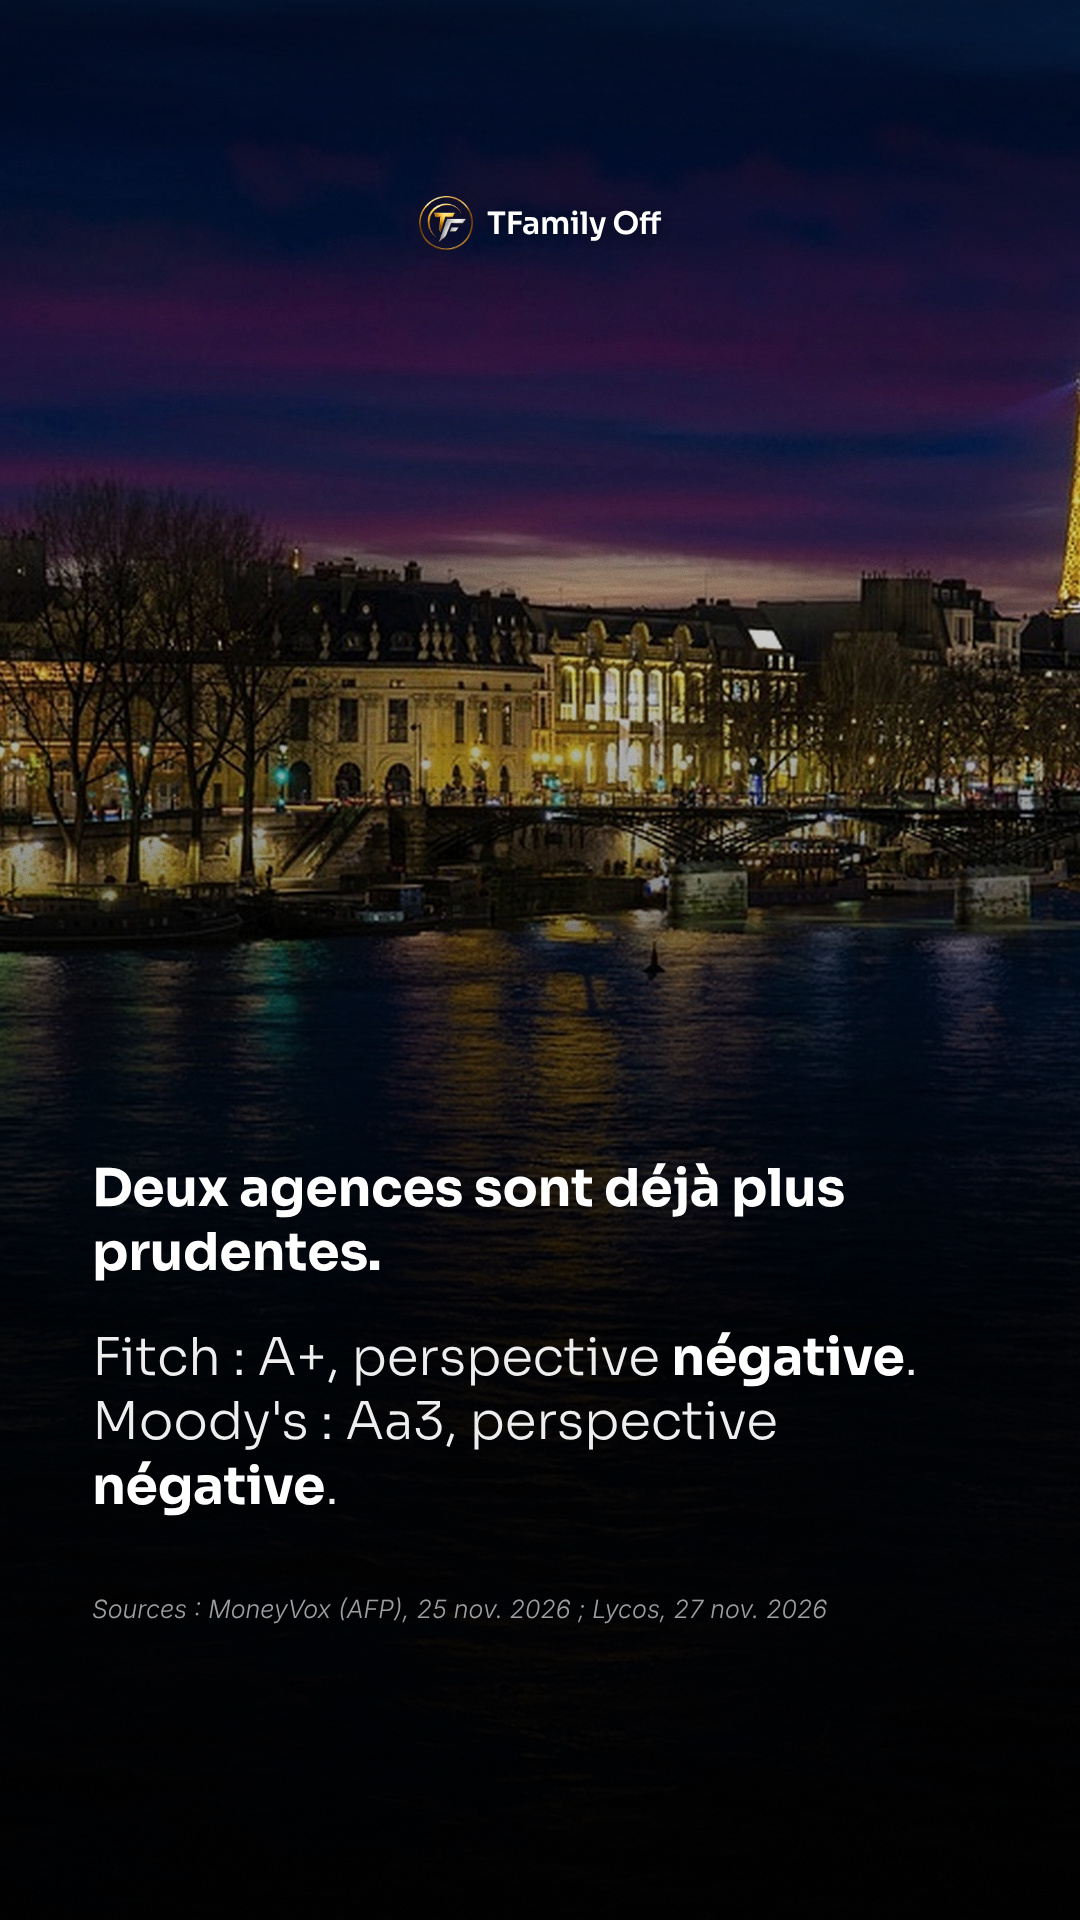 TFamily Off
Deux agences sont déjà plus
prudentes.
Fitch : A+, perspective négative.
Moody's : Aa3, perspective
négative.
Sources : MoneyVox (AFP), 25 nov. 2026 ; Lycos, 27 nov. 2026